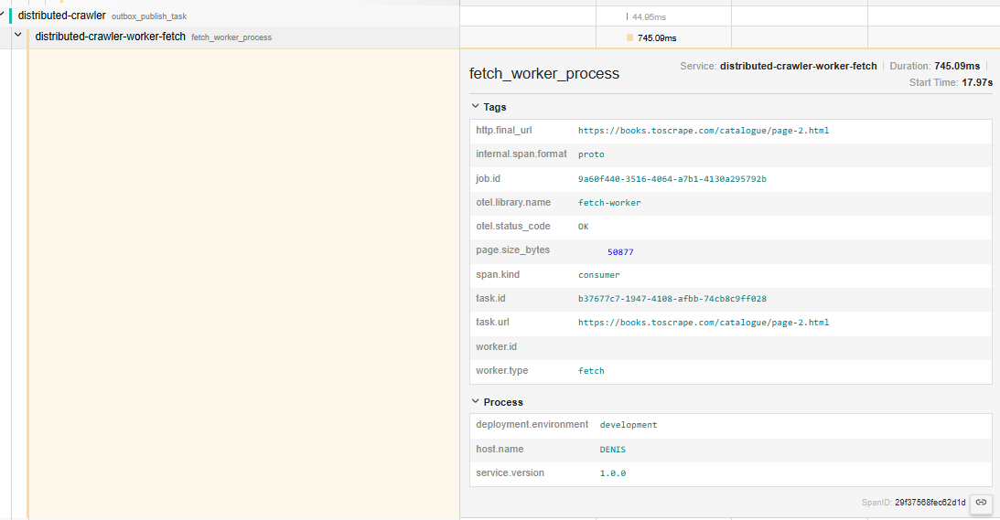 distributed-crawler outbox_publish_task
44.95ms
distributed-crawler-worker-fetch fetch_worker_process
745.09ms
fetch_worker_process
Service: distributed-crawler-worker-fetch | Duration: 745.09ms |
Start Time: 17.97s
Tags
http.final_url https://books.toscrape.com/catalogue/page-2.html
internal.span.format proto
job.id 9a60f440-3516-4064-a7b1-4130a295792b
otel.library.name fetch-worker
otel.status_code OK
page.size_bytes 50877
span.kind consumer
task.id b37677c7-1947-4108-afbb-74cb8c9ff028
task.url https://books.toscrape.com/catalogue/page-2.html
worker.id
worker.type fetch
Process
deployment.environment development
host.name DENIS
service.version 1.0.0
SpanID: 29f37568fec62d1d